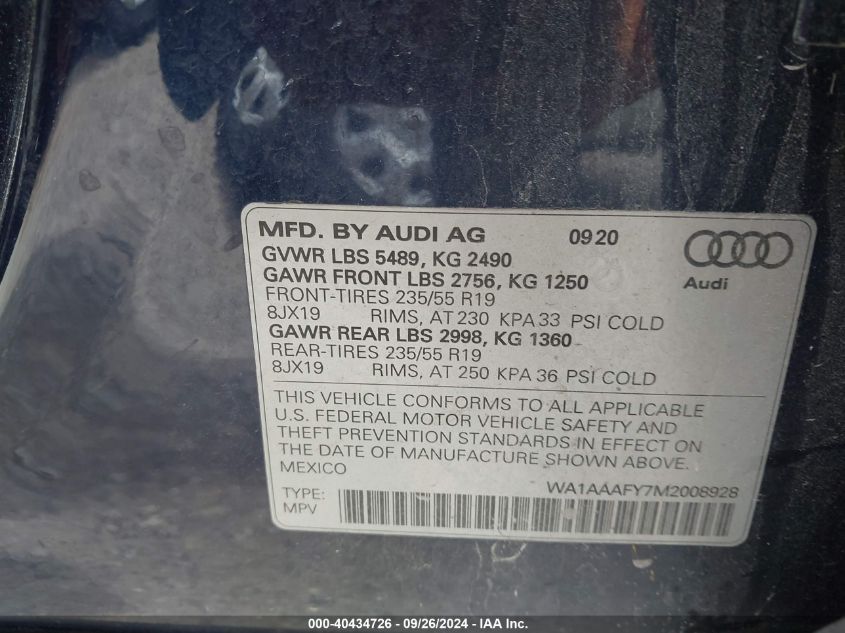 MFD. BY AUDI AG 0920
GVWR LBS 5489, KG 2490
GAWR FRONT LBS 2756, KG 1250
Audi
FRONT-TIRES 235/55 R19
8JX19 RIMS, AT 230 KPA 33 PSI COLD
GAWR REAR LBS 2998, KG 1360
REAR-TIRES 235/55 R19
8JX19 RIMS, AT 250 KPA 36 PSI COLD
THIS VEHICLE CONFORMS TO ALL APPLICABLE
U.S. FEDERAL MOTOR VEHICLE SAFETY AND
THEFT PREVENTION STANDARDS IN EFFECT ON
THE DATE OF MANUFACTURE SHOWN ABOVE.
MEXICO
WA1AAAFY7M2008928
TYPE:
MPV
000-40434726 - 09/26/2024 - IAA Inc.